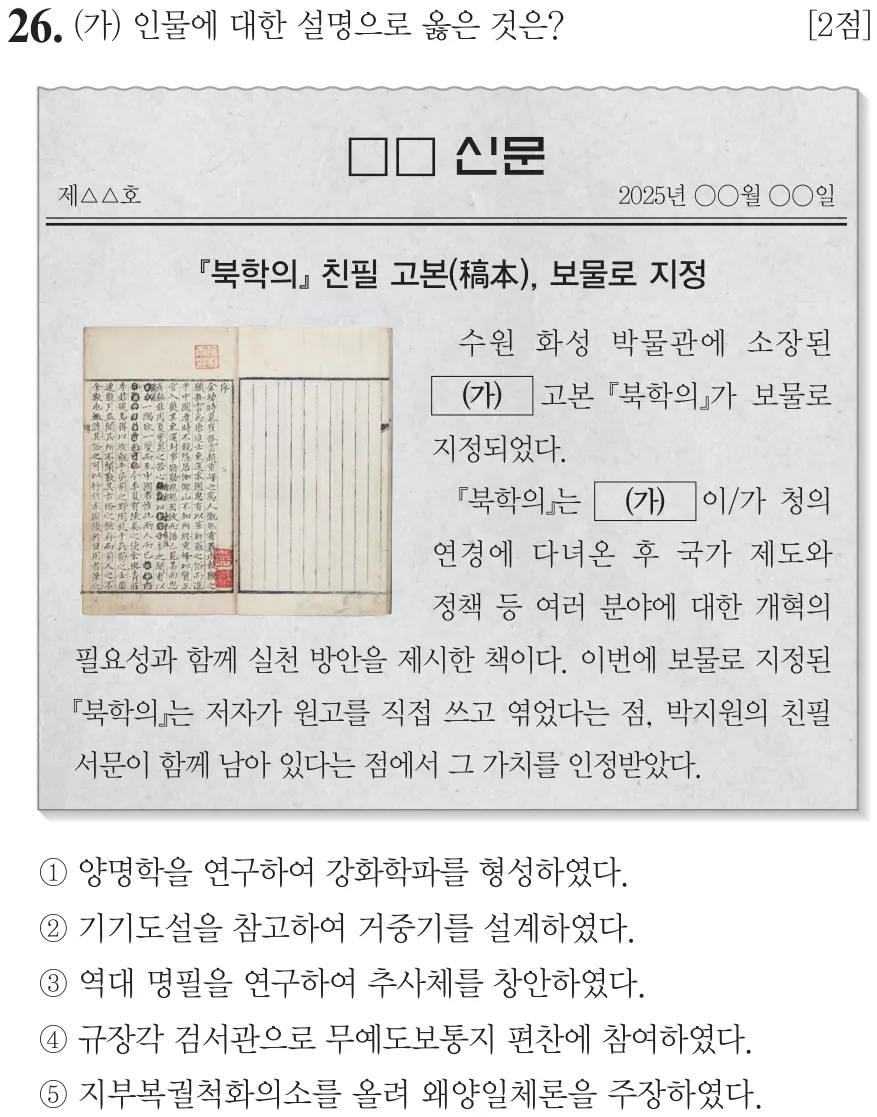 26. (가) 인물에 대한 설명으로 옳은 것은? [2점]
□□ 신문
제△△호 2025년 ○○월 ○○일
『북학의』 친필 고본(稿本), 보물로 지정
수원 화성 박물관에 소장된
(가) 고본 『북학의』가 보물로
지정되었다.
『북학의』는 (가) 이/가 청의
연경에 다녀온 후 국가 제도와
정책 등 여러 분야에 대한 개혁의
필요성과 함께 실천 방안을 제시한 책이다. 이번에 보물로 지정된
『북학의』는 저자가 원고를 직접 쓰고 엮었다는 점, 박지원의 친필
서문이 함께 남아 있다는 점에서 그 가치를 인정받았다.
① 양명학을 연구하여 강화학파를 형성하였다.
② 기기도설을 참고하여 거중기를 설계하였다.
③ 역대 명필을 연구하여 추사체를 창안하였다.
④ 규장각 검서관으로 무예도보통지 편찬에 참여하였다.
⑤ 지부복궐척화의소를 올려 왜양일체론을 주장하였다.